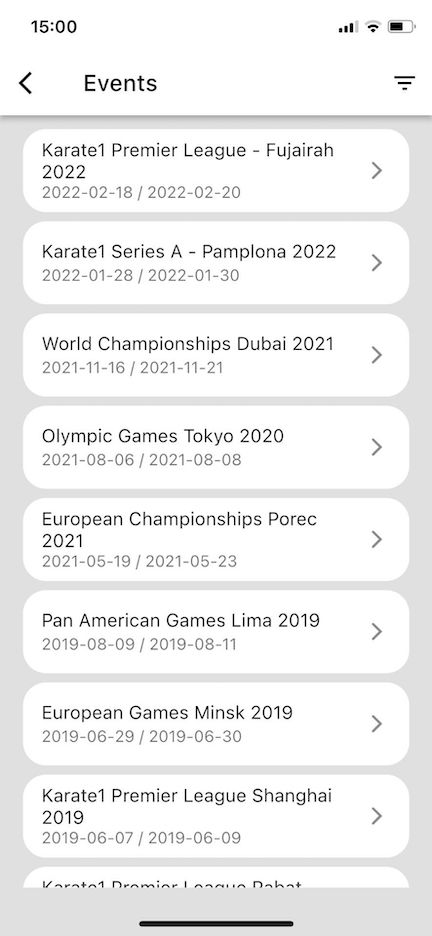 15:00
Events
Karate1 Premier League - Fujairah
2022
2022-02-18 / 2022-02-20
Karate1 Series A - Pamplona 2022
2022-01-28 / 2022-01-30
World Championships Dubai 2021
2021-11-16 / 2021-11-21
Olympic Games Tokyo 2020
2021-08-06 / 2021-08-08
European Championships Porec
2021
2021-05-19 / 2021-05-23
Pan American Games Lima 2019
2019-08-09 / 2019-08-11
European Games Minsk 2019
2019-06-29 / 2019-06-30
Karate1 Premier League Shanghai
2019
2019-06-07 / 2019-06-09
Karate1 Premier League Rabat